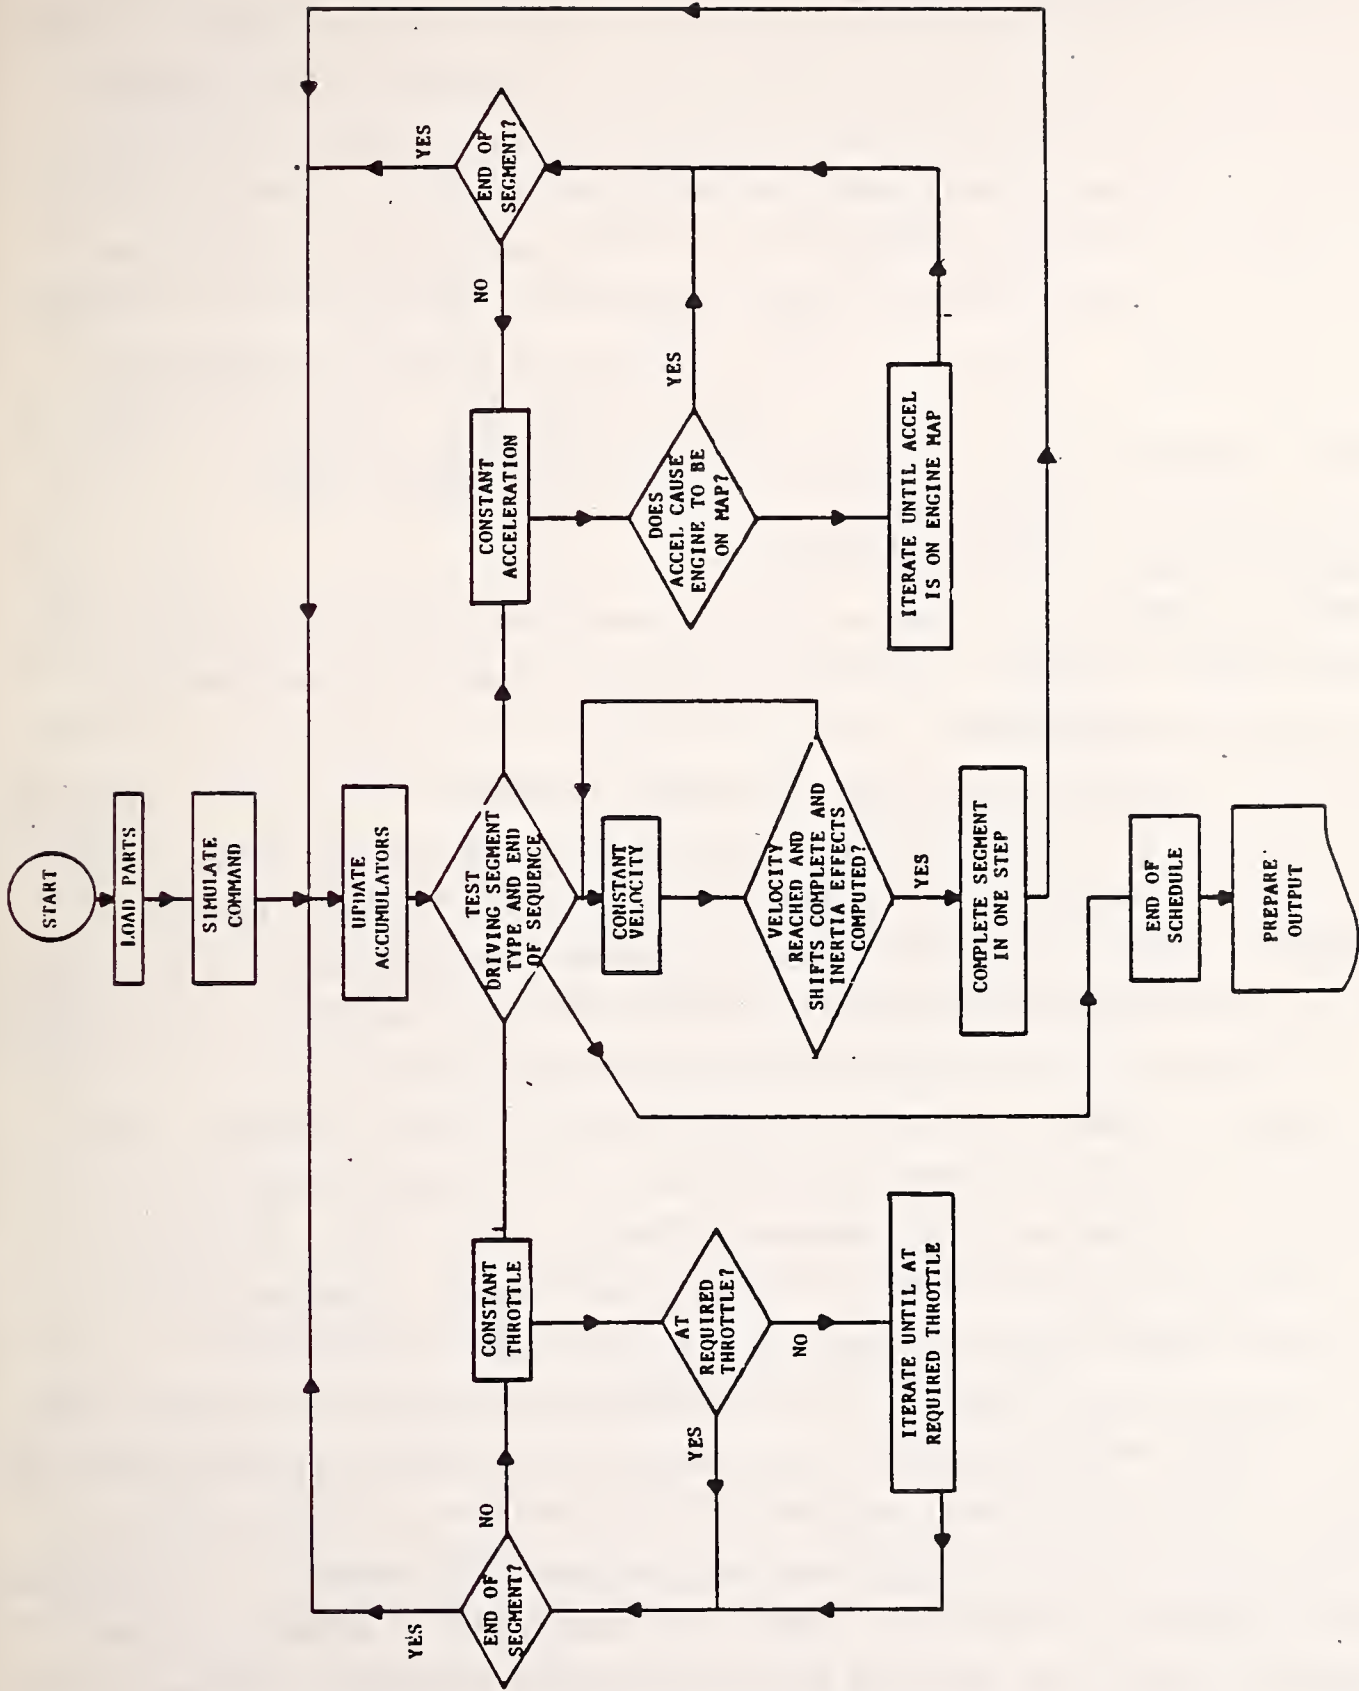 START
LOAD PARTS
SIMULATE
COMMAND
UPDATE
ACCUMULATORS
TEST
DRIVING SEGMENT
TYPE AND END
OF SEQUENCE
END OF
SEGMENT?
YES
NO
CONSTANT
THROTTLE
AT
REQUIRED
THROTTLE?
YES
NO
ITERATE UNTIL AT
REQUIRED THROTTLE
CONSTANT
VELOCITY
VELOCITY
REACHED AND
SHIFTS COMPLETE AND
INERTIA EFFECTS
COMPUTED?
YES
COMPLETE SEGMENT
IN ONE STEP
END OF
SCHEDULE
PREPARE
OUTPUT
CONSTANT
ACCELERATION
NO
END OF
SEGMENT?
YES
DOES
ACCEL CAUSE
ENGINE TO BE
ON MAP?
YES
ITERATE UNTIL ACCEL
IS ON ENGINE MAP